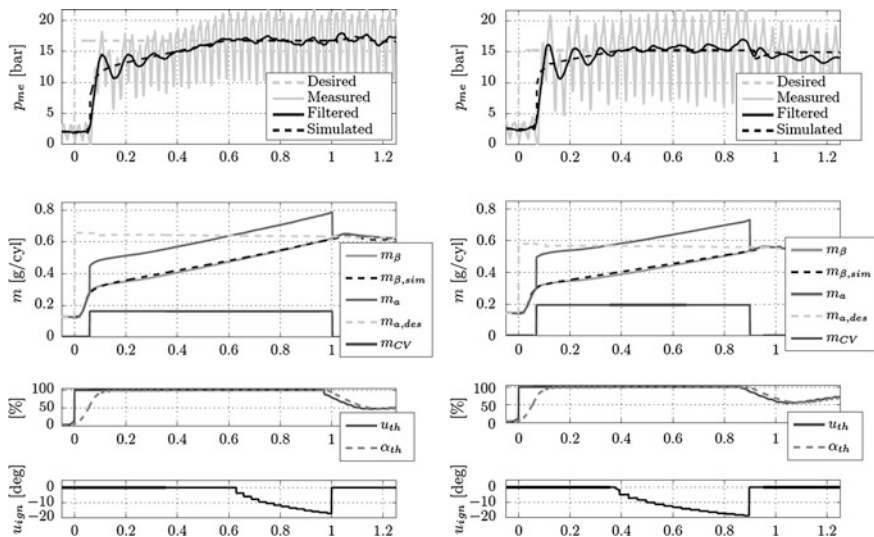 20
15
10
5
0
p_me [bar]
Desired
Measured
Filtered
Simulated
0 0.2 0.4 0.6 0.8 1 1.2
0.8
0.6
0.4
0.2
0
m [g/cyl]
m_β
m_β,sim
m_a
m_a,des
m_CV
0 0.2 0.4 0.6 0.8 1 1.2
100
50
0
[%]
u_th
α_th
0 0.2 0.4 0.6 0.8 1 1.2
0
−10
−20
u_ign [deg]
0 0.2 0.4 0.6 0.8 1 1.2
20
15
10
5
0
p_me [bar]
Desired
Measured
Filtered
Simulated
0 0.2 0.4 0.6 0.8 1 1.2
0.8
0.6
0.4
0.2
0
m [g/cyl]
m_β
m_β,sim
m_a
m_a,des
m_CV
0 0.2 0.4 0.6 0.8 1 1.2
100
50
0
[%]
u_th
α_th
0 0.2 0.4 0.6 0.8 1 1.2
0
−10
−20
u_ign [deg]
0 0.2 0.4 0.6 0.8 1 1.2